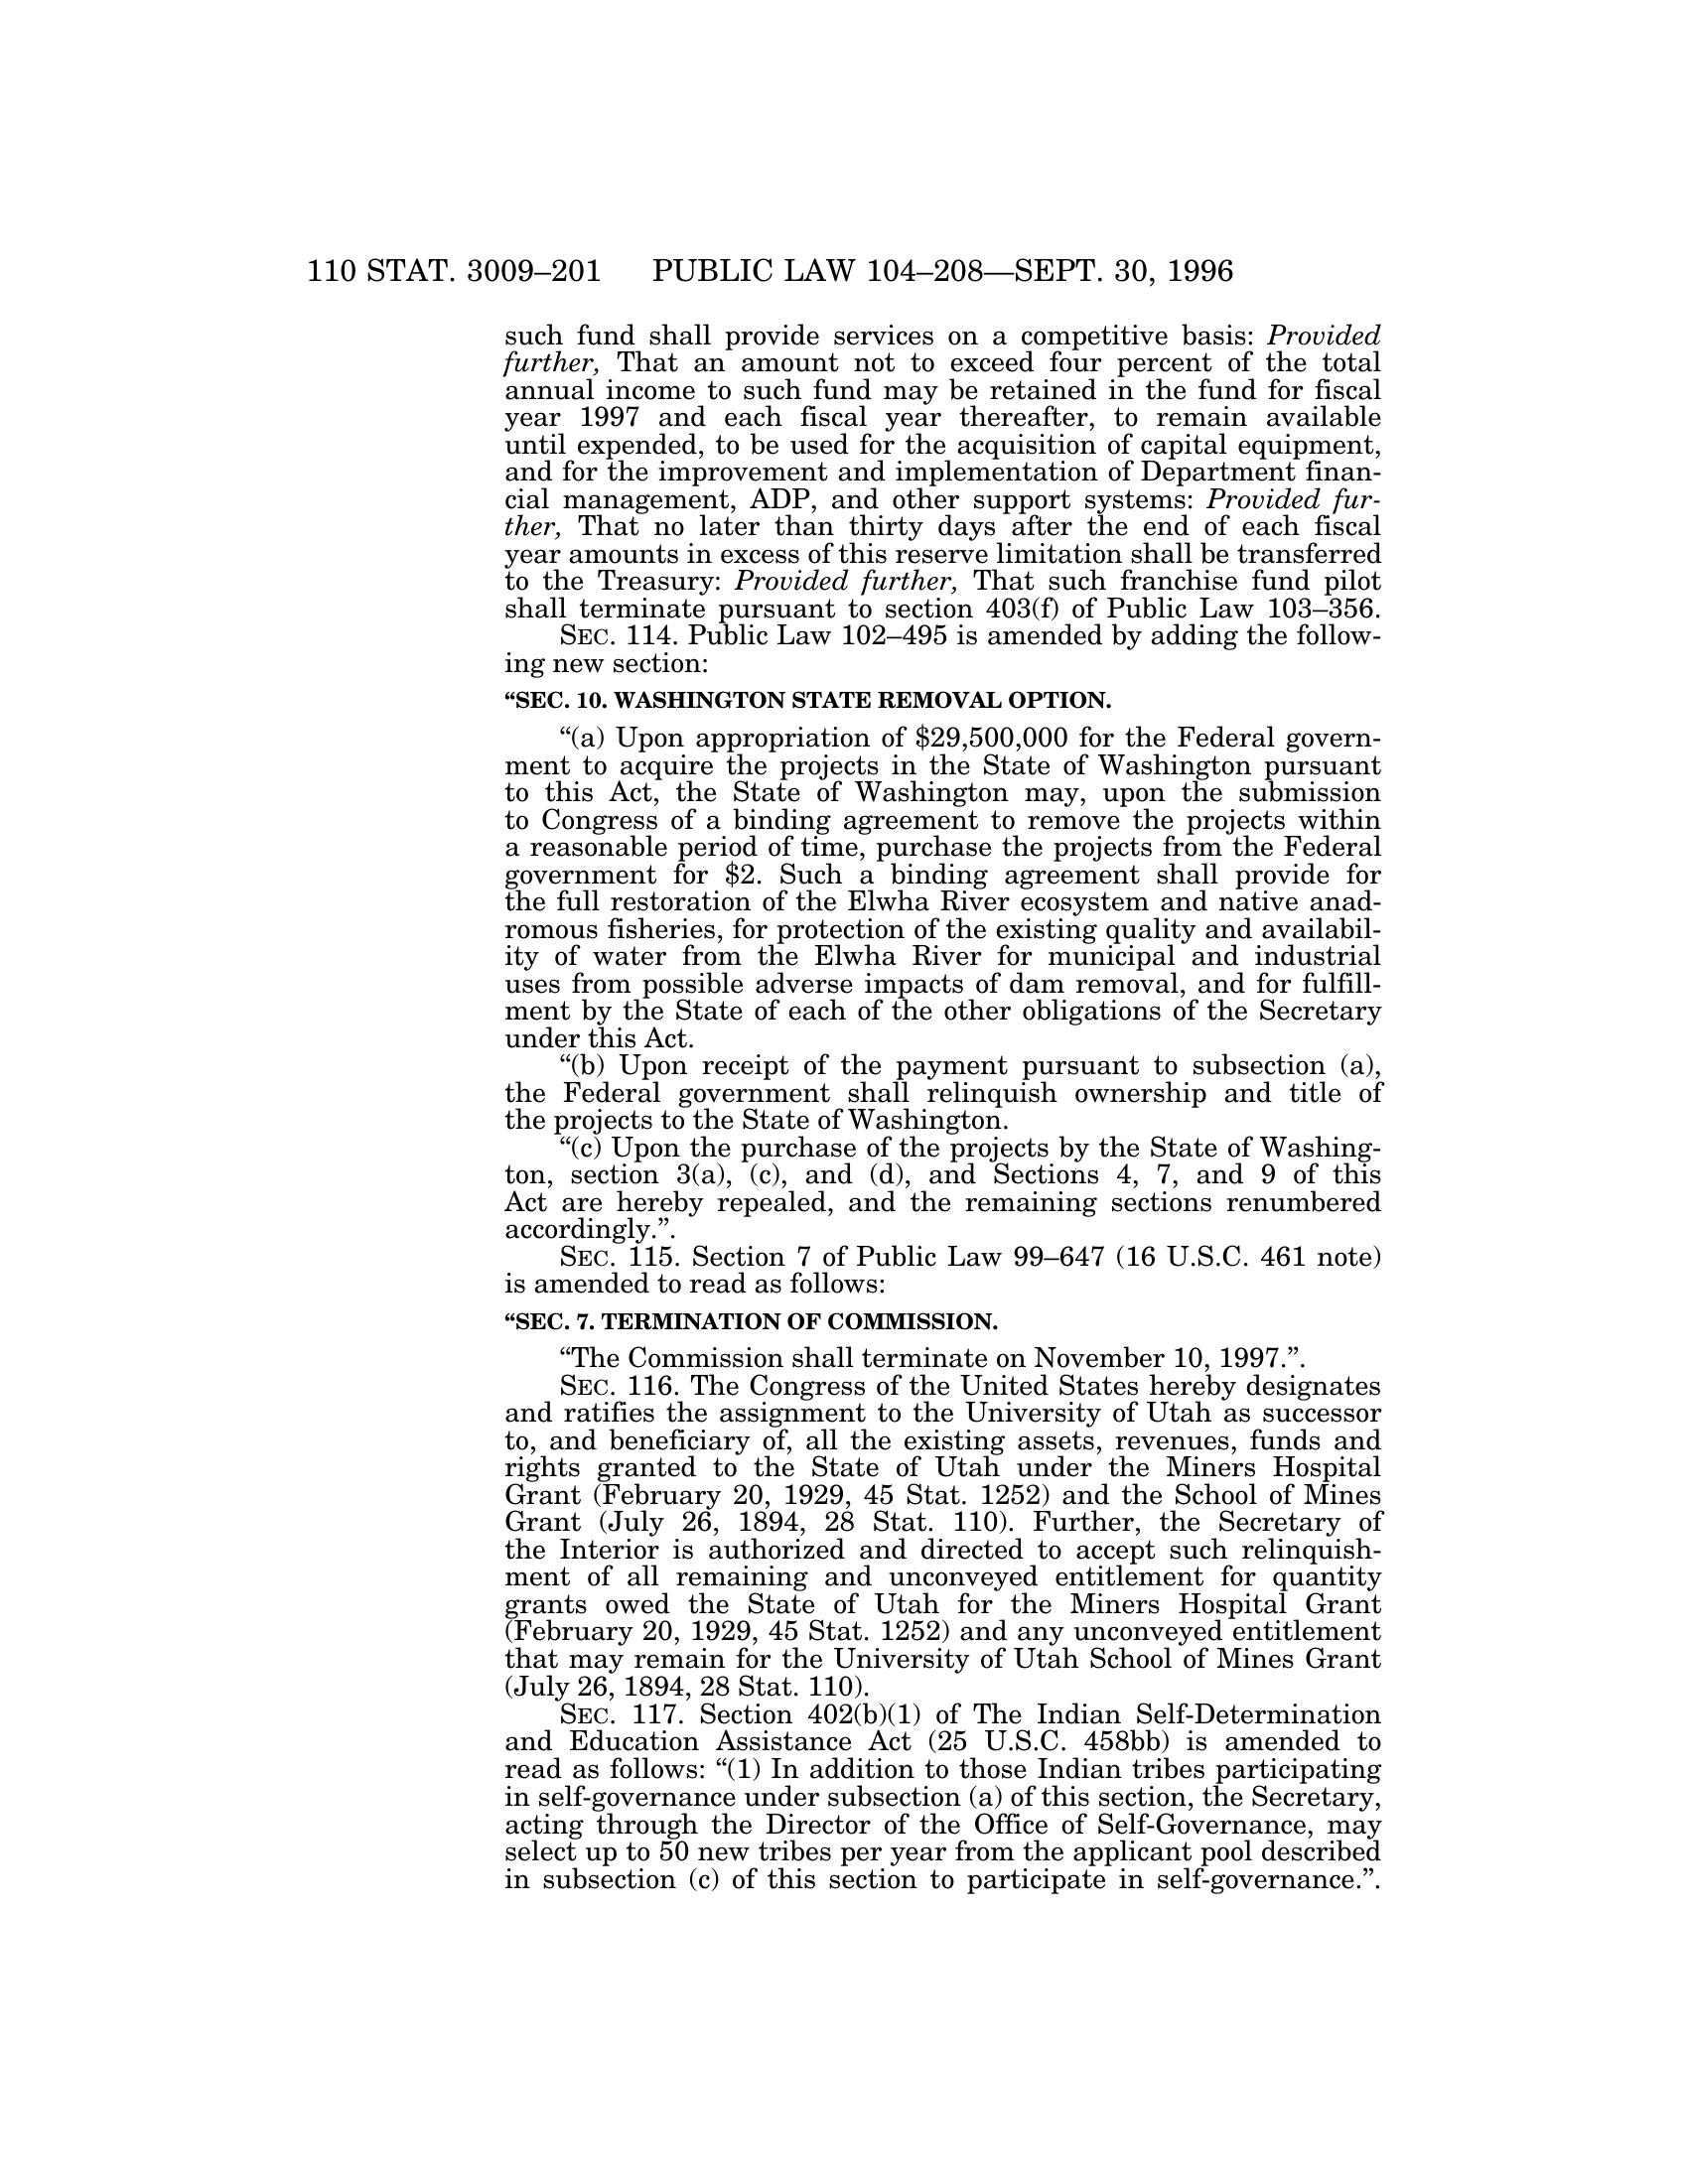 110 STAT. 3009–201 PUBLIC LAW 104–208—SEPT. 30, 1996
such fund shall provide services on a competitive basis: Provided
further, That an amount not to exceed four percent of the total
annual income to such fund may be retained in the fund for fiscal
year 1997 and each fiscal year thereafter, to remain available
until expended, to be used for the acquisition of capital equipment,
and for the improvement and implementation of Department finan-
cial management, ADP, and other support systems: Provided fur-
ther, That no later than thirty days after the end of each fiscal
year amounts in excess of this reserve limitation shall be transferred
to the Treasury: Provided further, That such franchise fund pilot
shall terminate pursuant to section 403(f) of Public Law 103–356.
SEC. 114. Public Law 102–495 is amended by adding the follow-
ing new section:
“SEC. 10. WASHINGTON STATE REMOVAL OPTION.
“(a) Upon appropriation of $29,500,000 for the Federal govern-
ment to acquire the projects in the State of Washington pursuant
to this Act, the State of Washington may, upon the submission
to Congress of a binding agreement to remove the projects within
a reasonable period of time, purchase the projects from the Federal
government for $2. Such a binding agreement shall provide for
the full restoration of the Elwha River ecosystem and native anad-
romous fisheries, for protection of the existing quality and availabil-
ity of water from the Elwha River for municipal and industrial
uses from possible adverse impacts of dam removal, and for fulfill-
ment by the State of each of the other obligations of the Secretary
under this Act.
“(b) Upon receipt of the payment pursuant to subsection (a),
the Federal government shall relinquish ownership and title of
the projects to the State of Washington.
“(c) Upon the purchase of the projects by the State of Washing-
ton, section 3(a), (c), and (d), and Sections 4, 7, and 9 of this
Act are hereby repealed, and the remaining sections renumbered
accordingly.”.
SEC. 115. Section 7 of Public Law 99–647 (16 U.S.C. 461 note)
is amended to read as follows:
“SEC. 7. TERMINATION OF COMMISSION.
“The Commission shall terminate on November 10, 1997.”.
SEC. 116. The Congress of the United States hereby designates
and ratifies the assignment to the University of Utah as successor
to, and beneficiary of, all the existing assets, revenues, funds and
rights granted to the State of Utah under the Miners Hospital
Grant (February 20, 1929, 45 Stat. 1252) and the School of Mines
Grant (July 26, 1894, 28 Stat. 110). Further, the Secretary of
the Interior is authorized and directed to accept such relinquish-
ment of all remaining and unconveyed entitlement for quantity
grants owed the State of Utah for the Miners Hospital Grant
(February 20, 1929, 45 Stat. 1252) and any unconveyed entitlement
that may remain for the University of Utah School of Mines Grant
(July 26, 1894, 28 Stat. 110).
SEC. 117. Section 402(b)(1) of The Indian Self-Determination
and Education Assistance Act (25 U.S.C. 458bb) is amended to
read as follows: “(1) In addition to those Indian tribes participating
in self-governance under subsection (a) of this section, the Secretary,
acting through the Director of the Office of Self-Governance, may
select up to 50 new tribes per year from the applicant pool described
in subsection (c) of this section to participate in self-governance.”.